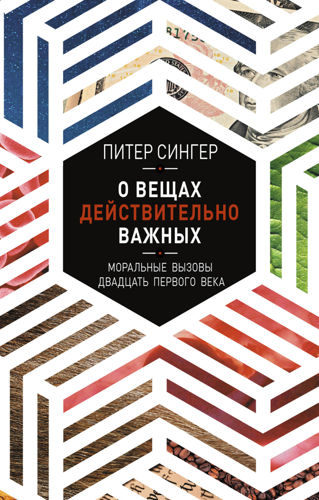 ПИТЕР СИНГЕР
О ВЕЩАХ
ДЕЙСТВИТЕЛЬНО
ВАЖНЫХ
МОРАЛЬНЫЕ ВЫЗОВЫ
ДВАДЦАТЬ ПЕРВОГО ВЕКА